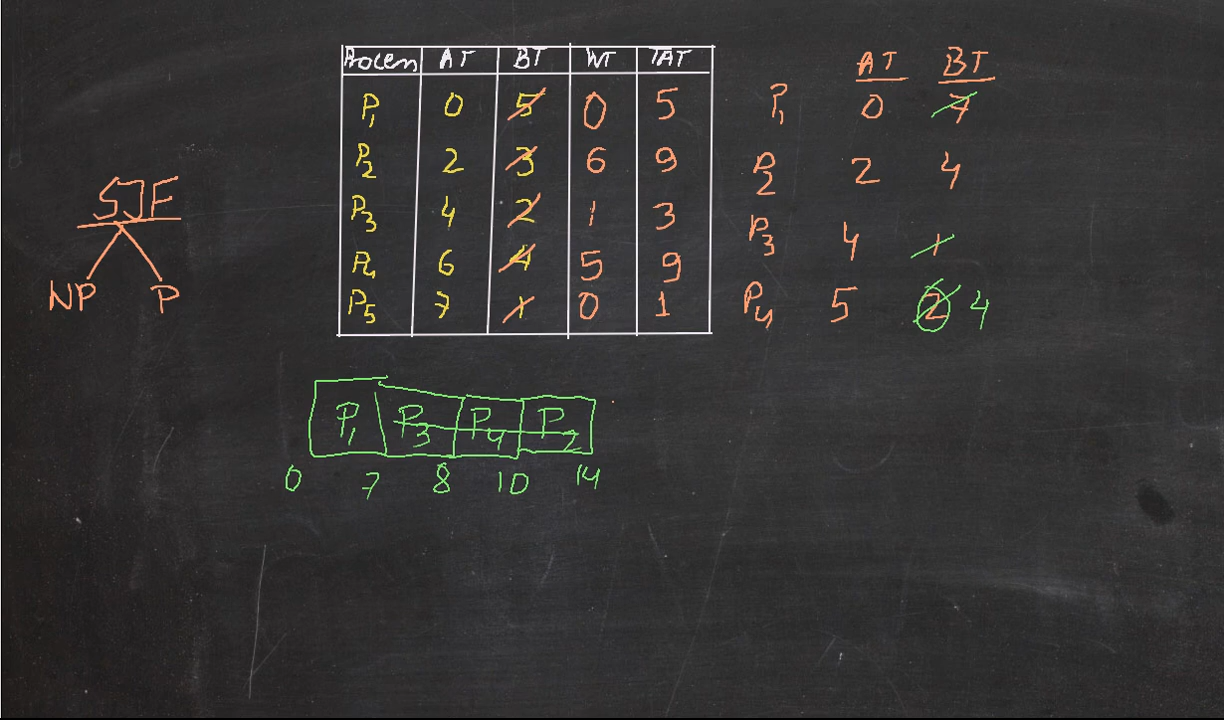 Process AT BT WT TAT
P1 0 5 0 5
P2 2 3 6 9
P3 4 2 1 3
P4 6 4 5 9
P5 7 1 0 1
SJF
NP P
AT BT
P1 0 7
P2 2 4
P3 4 1
P4 5 2 4
P1 P3 P4 P2
0 7 8 10 14